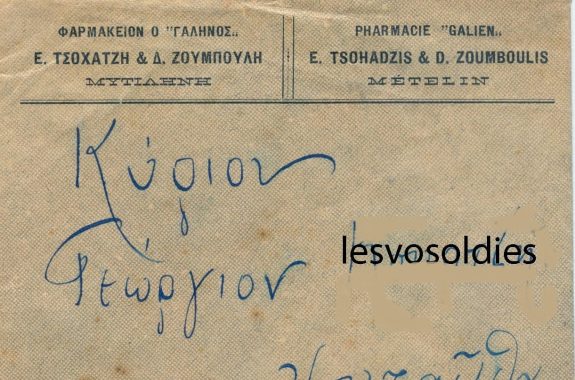 ΦΑΡΜΑΚΕΙΟΝ Ο "ΓΑΛΗΝΟΣ„
Ε. ΤΣΟΧΑΤΖΗ & Δ. ΖΟΥΜΠΟΥΛΗ
ΜΥΤΙΛΗΝΗ
PHARMACIE "GALIEN„
E. TSOHADZIS & D. ZOUMBOULIS
MÉTELIN
Κύριον
Γεώργιον
lesvosoldies